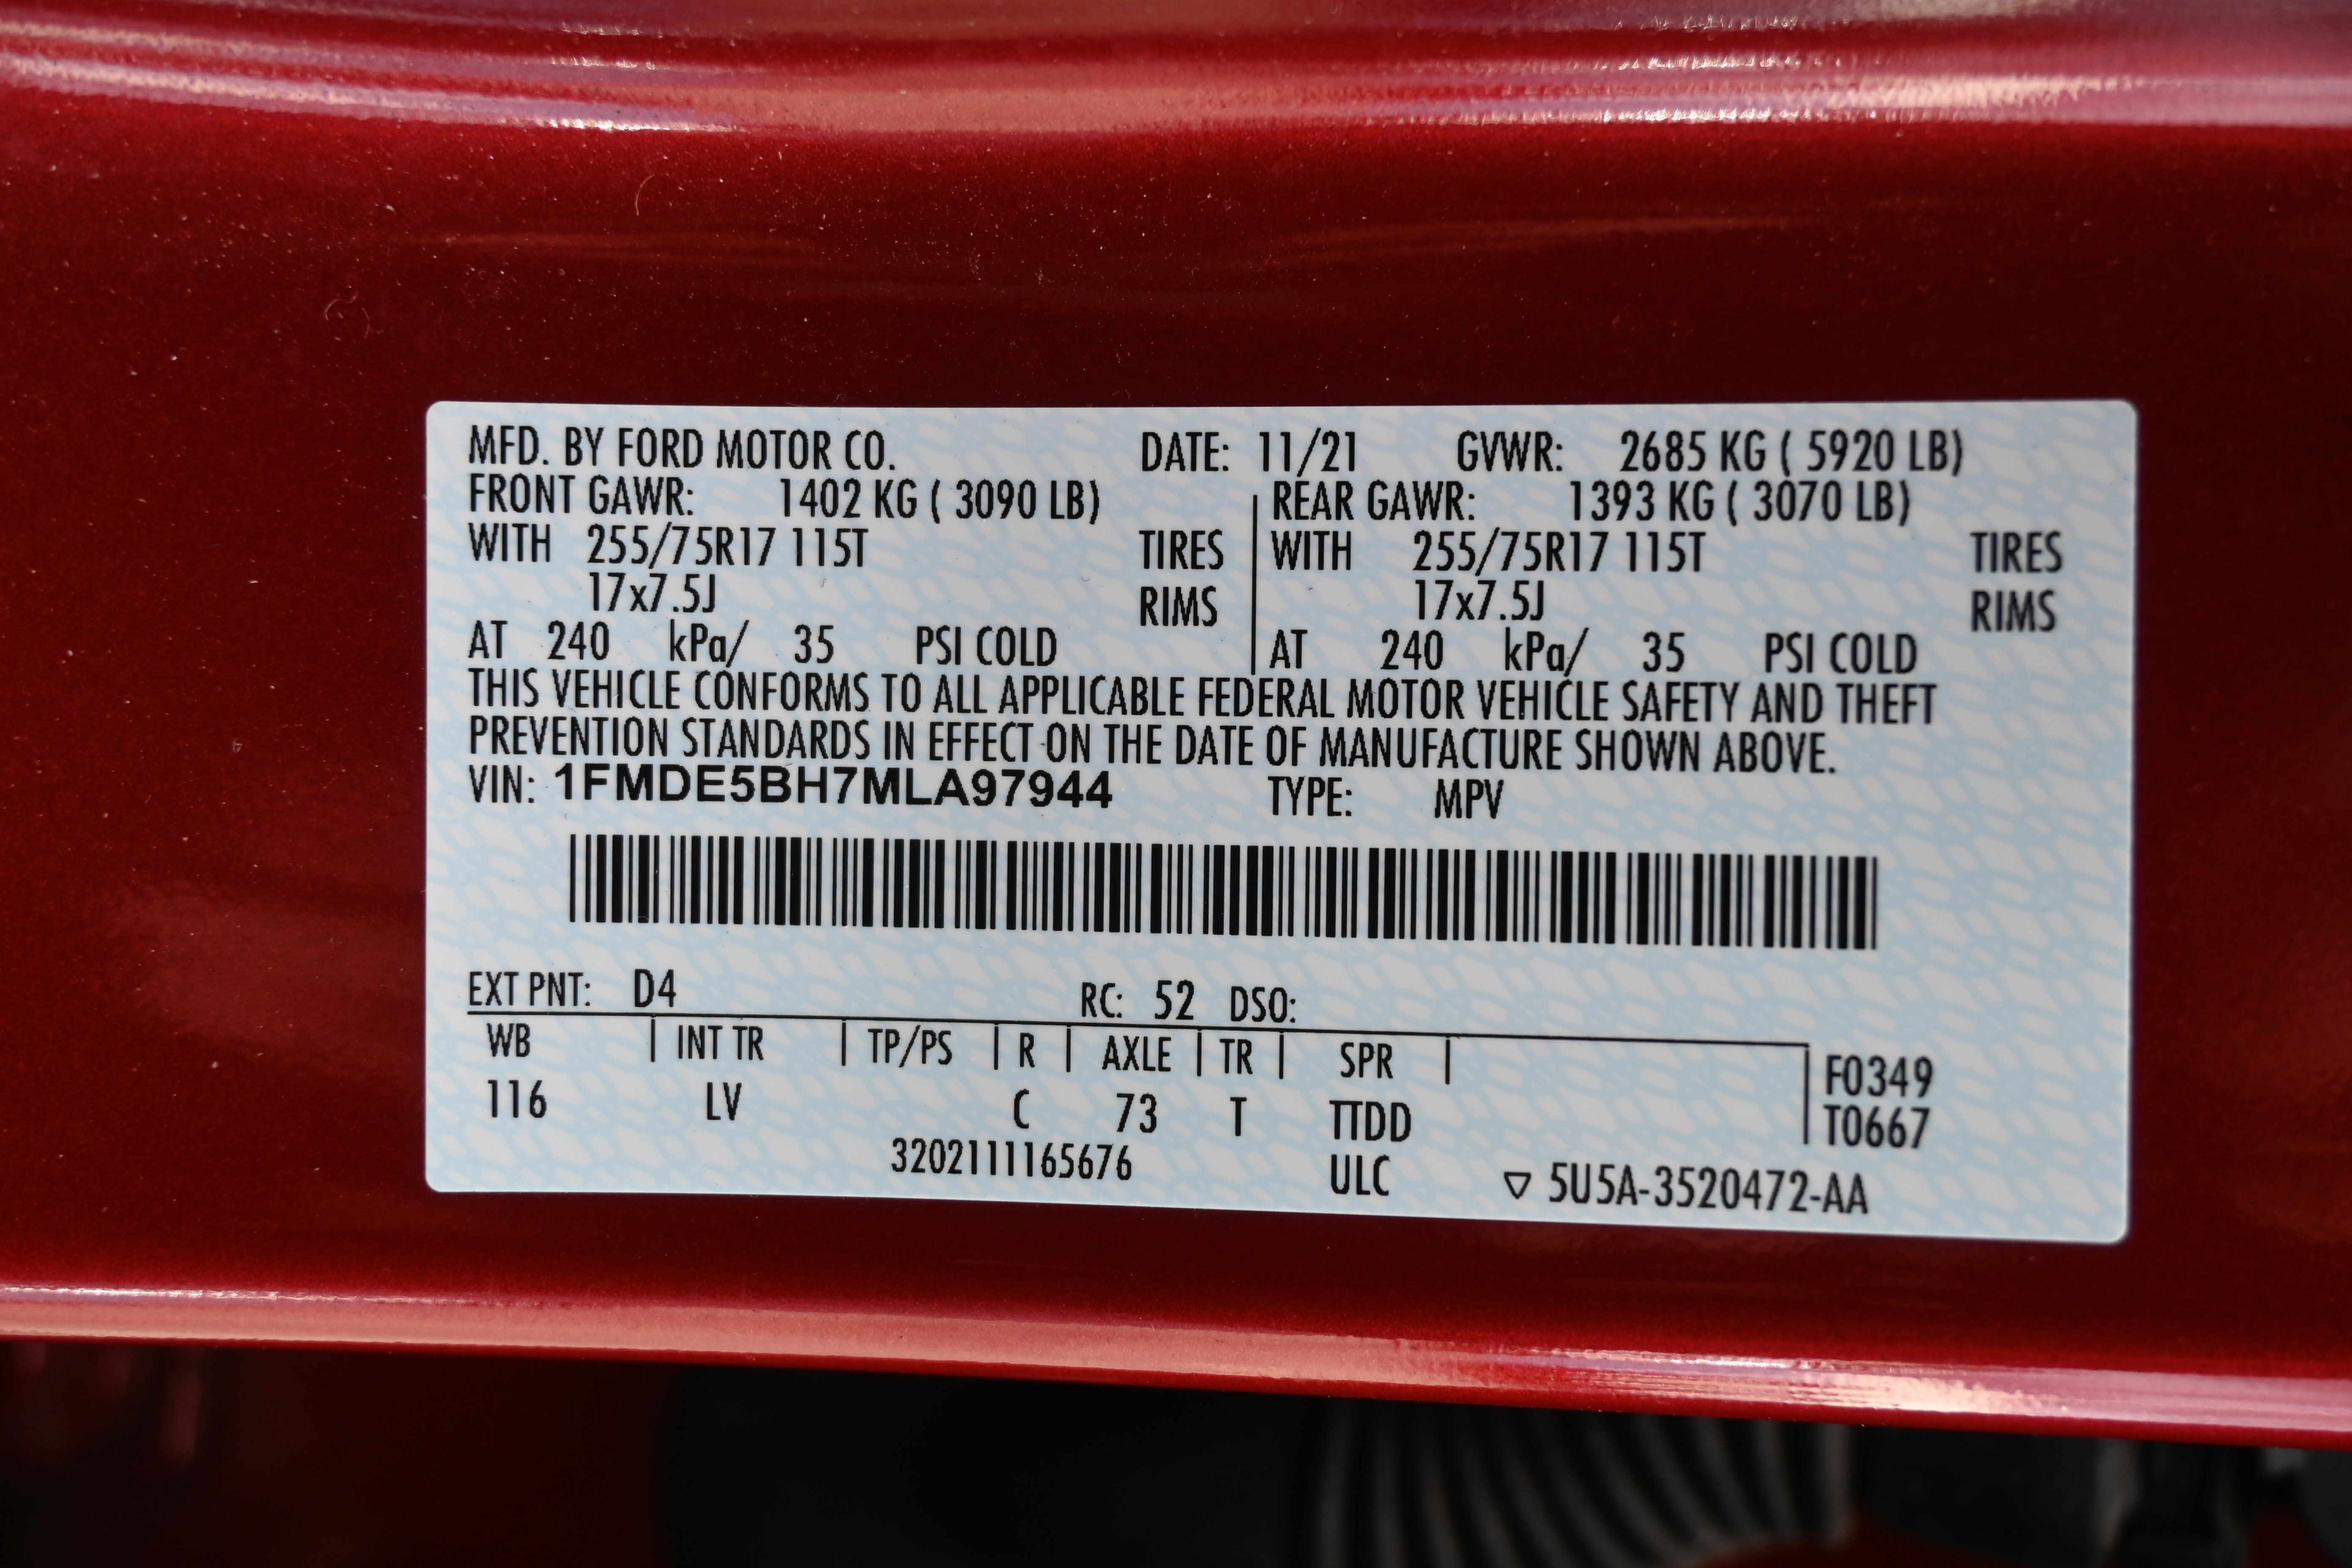 MFD. BY FORD MOTOR CO. DATE: 11/21 GVWR: 2685 KG ( 5920 LB)
FRONT GAWR: 1402 KG ( 3090 LB) REAR GAWR: 1393 KG ( 3070 LB)
WITH 255/75R17 115T TIRES WITH 255/75R17 115T TIRES
17x7.5J RIMS 17x7.5J RIMS
AT 240 kPa/ 35 PSI COLD AT 240 kPa/ 35 PSI COLD
THIS VEHICLE CONFORMS TO ALL APPLICABLE FEDERAL MOTOR VEHICLE SAFETY AND THEFT
PREVENTION STANDARDS IN EFFECT ON THE DATE OF MANUFACTURE SHOWN ABOVE.
VIN: 1FMDE5BH7MLA97944 TYPE: MPV
EXT PNT: D4 RC: 52 DSO:
WB | INT TR | TP/PS | R | AXLE | TR | SPR | F0349
116 LV C 73 T TTDD T0667
3202111165676 ULC ▽ 5U5A-3520472-AA